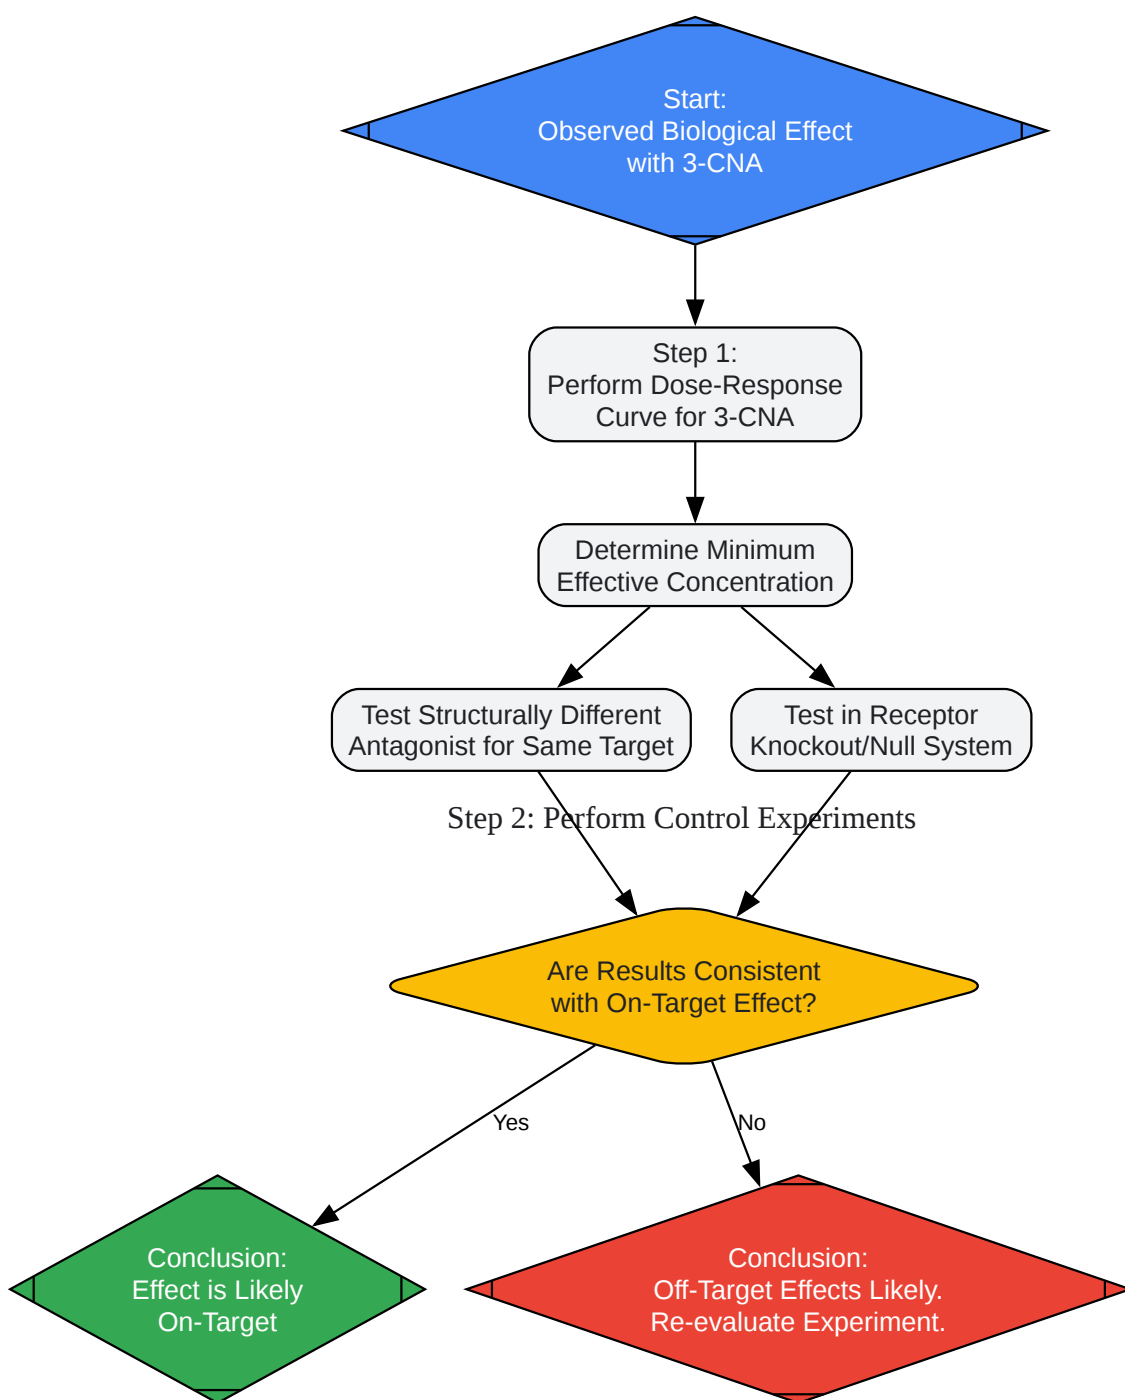 Start:
Observed Biological Effect
with 3-CNA
Step 1:
Perform Dose-Response
Curve for 3-CNA
Determine Minimum
Effective Concentration
Test Structurally Different
Antagonist for Same Target
Test in Receptor
Knockout/Null System
Step 2: Perform Control Experiments
Are Results Consistent
with On-Target Effect?
Yes
No
Conclusion:
Effect is Likely
On-Target
Conclusion:
Off-Target Effects Likely.
Re-evaluate Experiment.